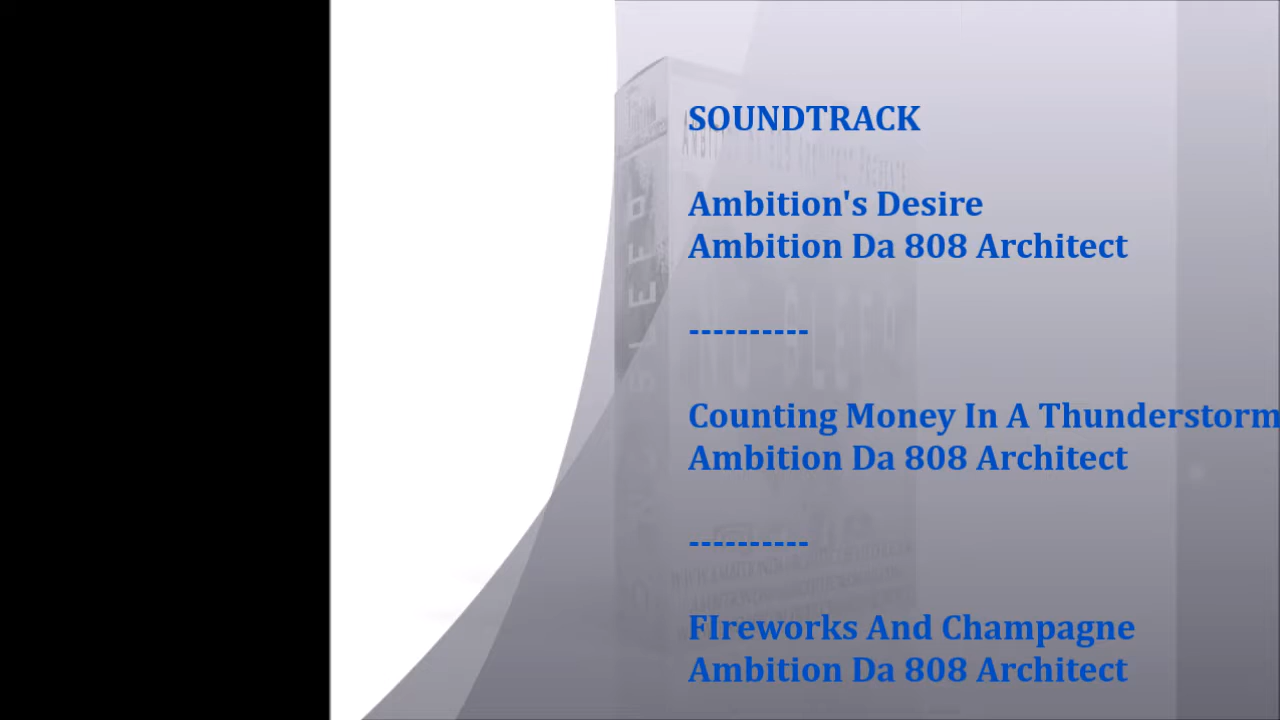 SOUNDTRACK
Ambition's Desire
Ambition Da 808 Architect
----------
Counting Money In A Thunderstorm
Ambition Da 808 Architect
----------
FIreworks And Champagne
Ambition Da 808 Architect